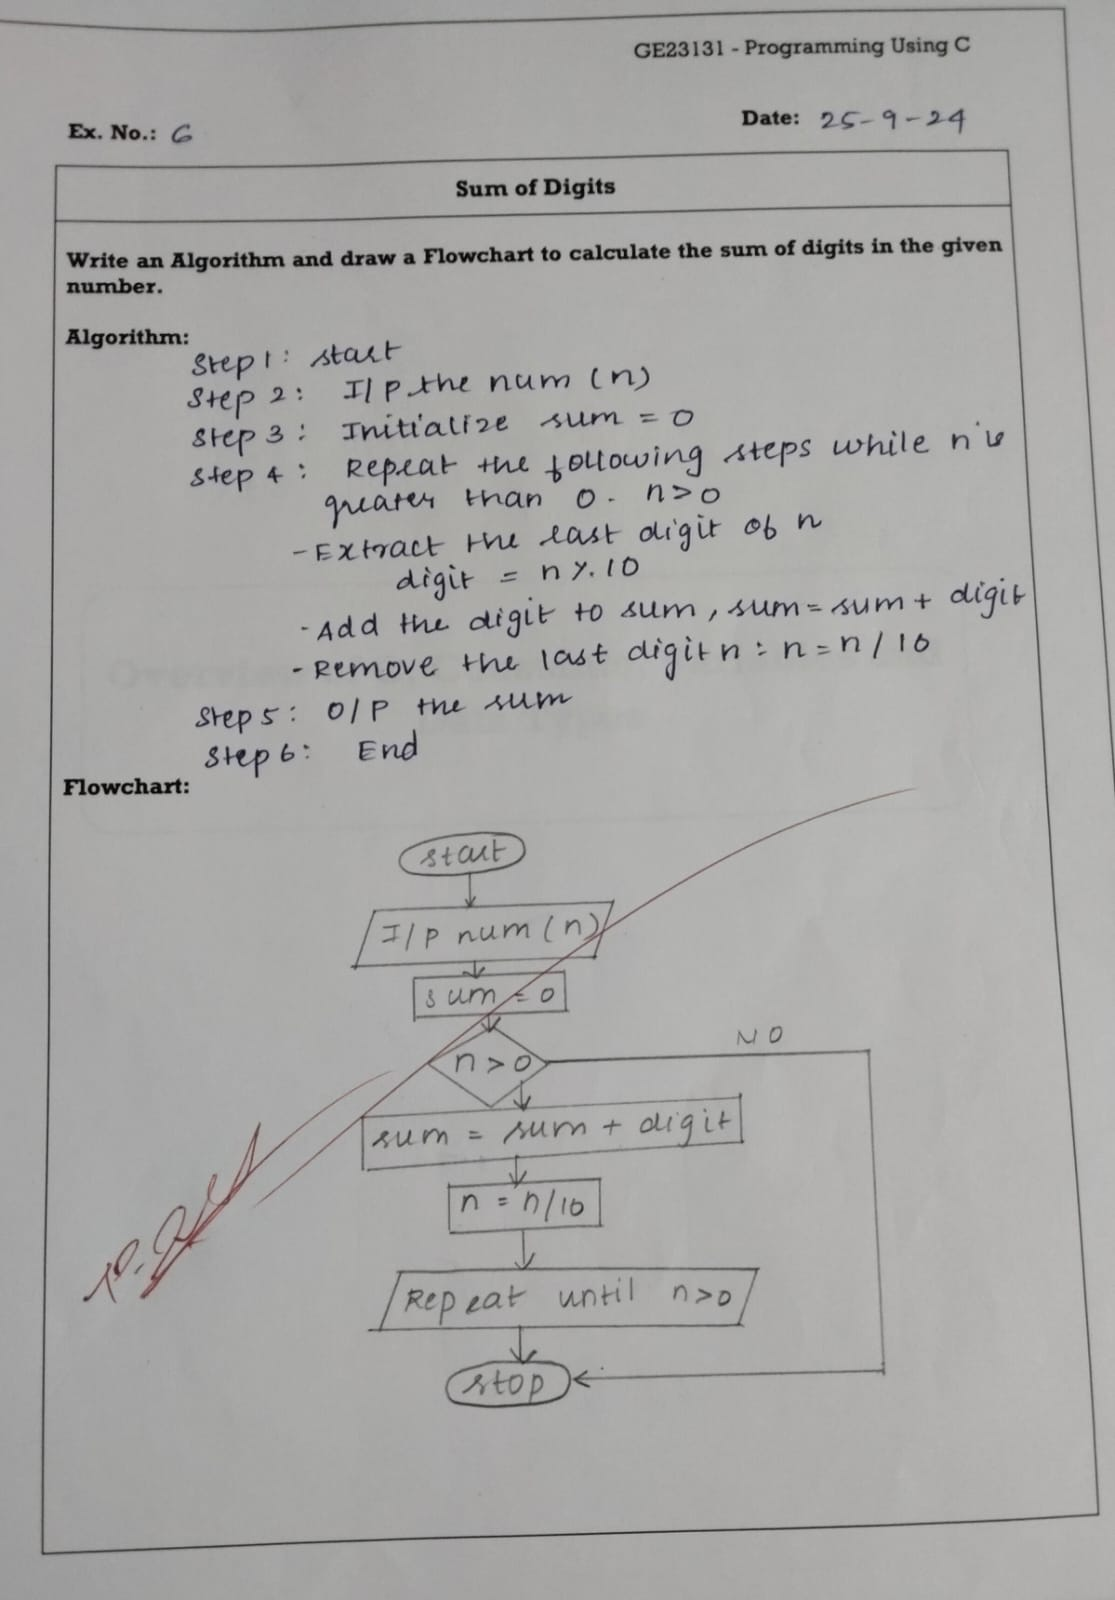 GE23131 - Programming Using C
Ex. No.: 6
Date: 25-9-24
Sum of Digits
Write an Algorithm and draw a Flowchart to calculate the sum of digits in the given
number.
Algorithm:
Step 1: start
Step 2: I/P the num (n)
Step 3: Initialize sum = 0
Step 4: Repeat the following steps while n is
greater than 0. n>0
- Extract the last digit of n
digit = n %. 10
- Add the digit to sum, sum = sum + digit
- Remove the last digit n : n = n / 10
Step 5: O/P the sum
Step 6: End
Flowchart:
start
I/P num (n)
sum = 0
n > 0
NO
sum = sum + digit
n = n/10
Repeat until n>0
stop